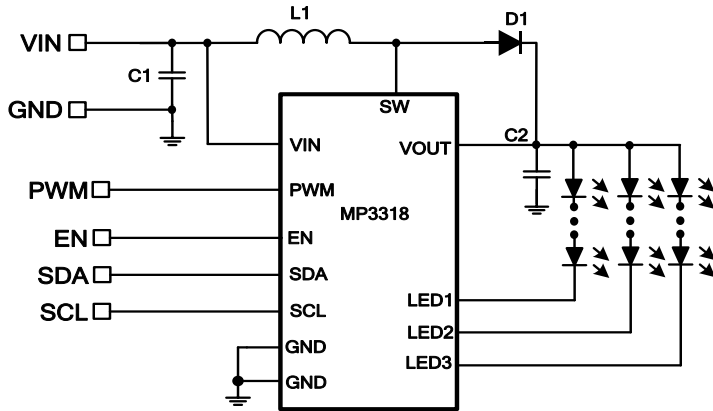 L1
D1
VIN
C1
GND
SW
VIN
VOUT
C2
PWM
PWM
MP3318
EN
EN
SDA
SDA
SCL
SCL
LED1
LED2
GND
LED3
GND